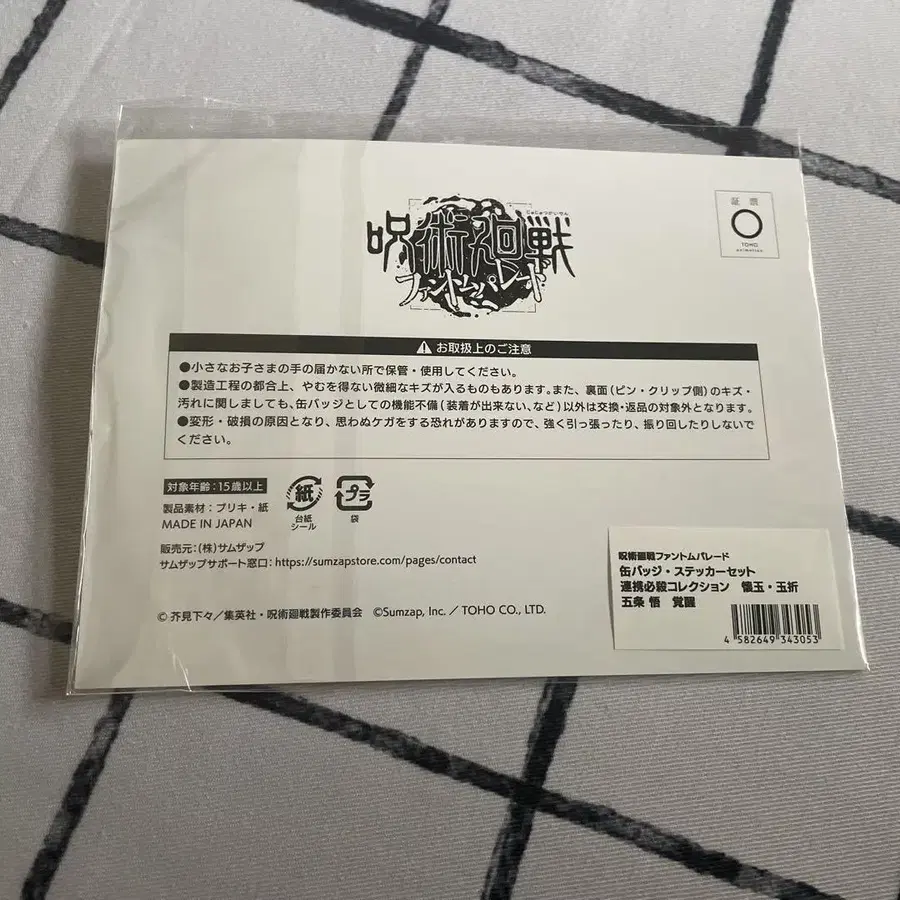 じゅじゅつかいせん
呪術廻戦
ファントムパレード
証票
TOHO
animation
お取扱上のご注意
●小さなお子さまの手の届かない所で保管・使用してください。
●製造工程の都合上、やむを得ない微細なキズが入るものもあります。また、裏面(ピン・クリップ側)のキズ・
汚れに関しましても、缶バッジとしての機能不備(装着が出来ない、など)以外は交換・返品の対象外となります。
●変形・破損の原因となり、思わぬケガをする恐れがありますので、強く引っ張ったり、振り回したりしないで
ください。
対象年齢:15歳以上
製品素材:ブリキ・紙
MADE IN JAPAN
紙
台紙
シール
プラ
袋
販売元:(株)サムザップ
サムザップサポート窓口:https://sumzapstore.com/pages/contact
©芥見下々/集英社・呪術廻戦製作委員会 ©Sumzap, Inc./TOHO CO., LTD.
呪術廻戦ファントムパレード
缶バッジ・ステッカーセット
連携必殺コレクション 懐玉・玉折
五条 悟 覚醒
4 582649 343053